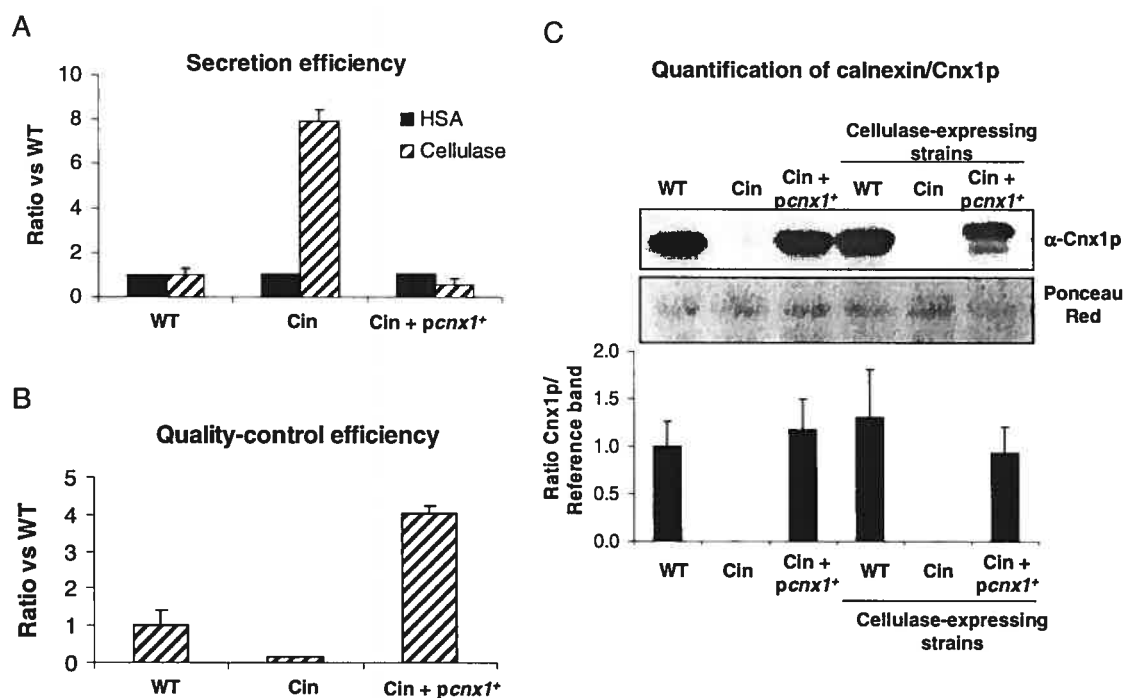 A
Secretion efficiency
Ratio vs WT
10
8
6
4
2
0
HSA
Cellulase
WT
Cin
Cin + pcnx1⁺
B
Quality-control efficiency
Ratio vs WT
5
4
3
2
1
0
WT
Cin
Cin + pcnx1⁺
C
Quantification of calnexin/Cnx1p
Cellulase-expressing
strains
WT
Cin
Cin +
pcnx1⁺
WT
Cin
Cin +
pcnx1⁺
α-Cnx1p
Ponceau
Red
Ratio Cnx1p/
Reference band
2.0
1.5
1.0
0.5
0.0
WT
Cin
Cin +
pcnx1⁺
WT
Cin
Cin +
pcnx1⁺
Cellulase-expressing
strains